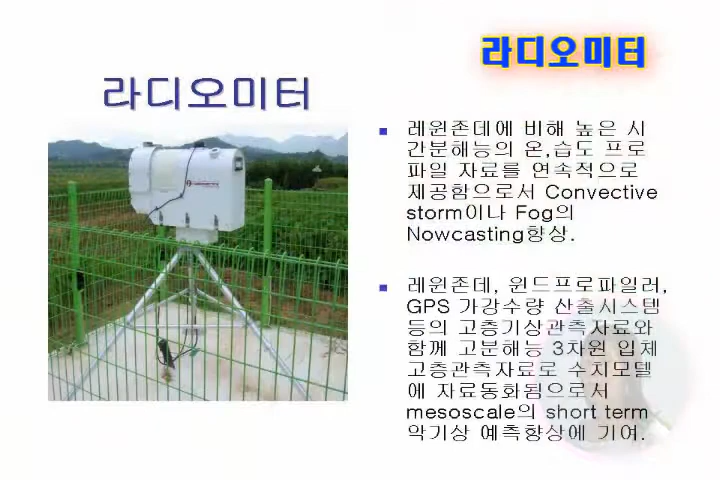 라디오미터
라디오미터
레윈존데에 비해 높은 시
간분해능의 온,습도 프로
파일 자료를 연속적으로
제공함으로서 Convective
storm이나 Fog의
Nowcasting향상.
레윈존데, 윈드프로파일러,
GPS 가강수량 산출시스템
등의 고층기상관측자료와
함께 고분해능 3차원 입체
고층관측자료로 수치모델
에 자료동화됨으로서
mesoscale의 short term
악기상 예측향상에 기여.